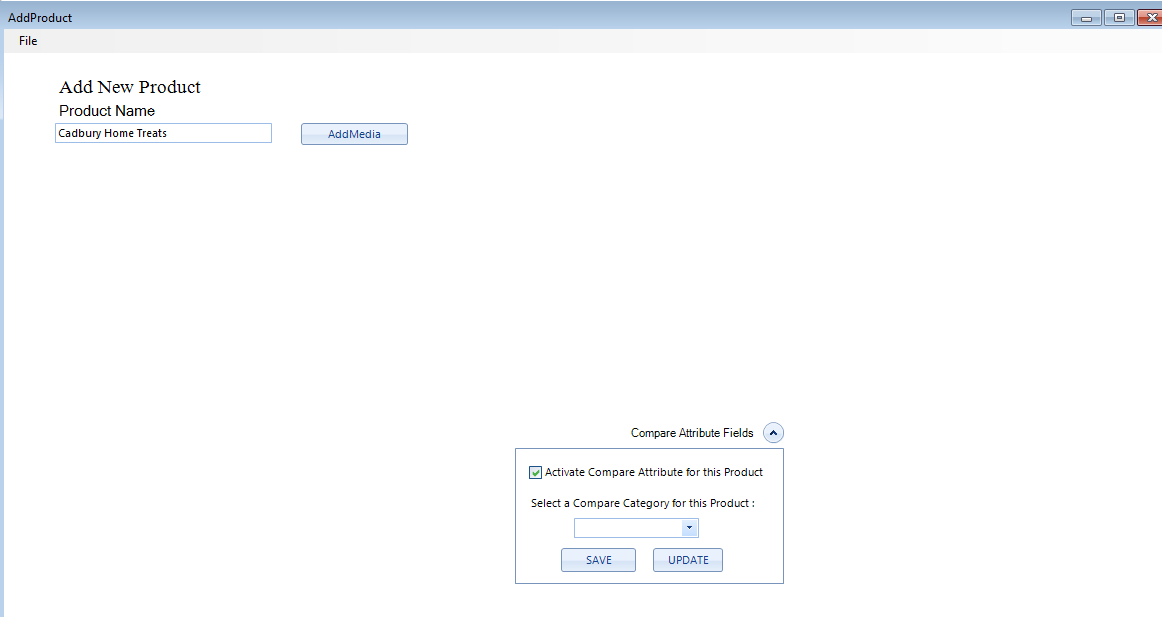 AddProduct
File
Add New Product
Product Name
Cadbury Home Treats
AddMedia
Compare Attribute Fields
Activate Compare Attribute for this Product
Select a Compare Category for this Product :
SAVE UPDATE